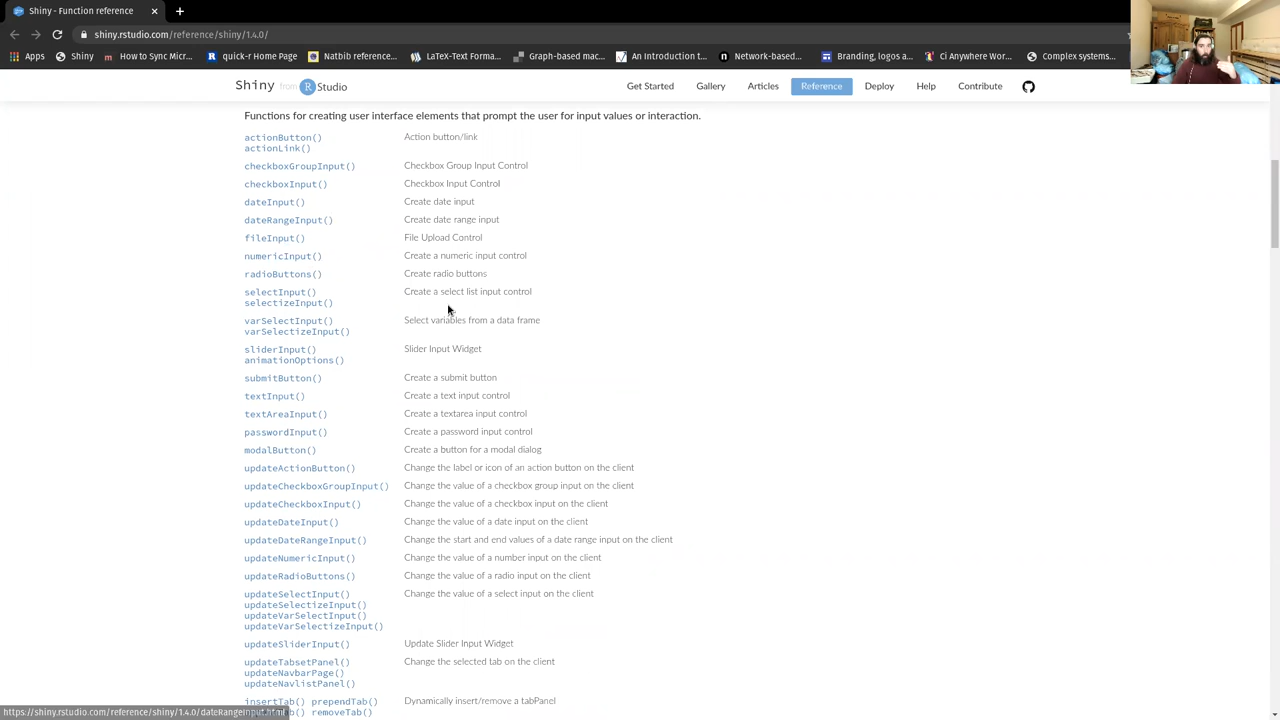 Shiny - Function reference
shiny.rstudio.com/reference/shiny/1.4.0/
Apps Shiny How to Sync Micr... quick-r Home Page Natbib reference... LaTeX-Text Forma... Graph-based mac... An Introduction t... Network-based... Branding, logos a... Ci Anywhere Wor... Complex systems...
Shiny from R Studio Get Started Gallery Articles Reference Deploy Help Contribute
Functions for creating user interface elements that prompt the user for input values or interaction.
actionButton() Action button/link
actionLink()
checkboxGroupInput() Checkbox Group Input Control
checkboxInput() Checkbox Input Control
dateInput() Create date input
dateRangeInput() Create date range input
fileInput() File Upload Control
numericInput() Create a numeric input control
radioButtons() Create radio buttons
selectInput() Create a select list input control
selectizeInput()
varSelectInput() Select variables from a data frame
varSelectizeInput()
sliderInput() Slider Input Widget
animationOptions()
submitButton() Create a submit button
textInput() Create a text input control
textAreaInput() Create a textarea input control
passwordInput() Create a password input control
modalButton() Create a button for a modal dialog
updateActionButton() Change the label or icon of an action button on the client
updateCheckboxGroupInput() Change the value of a checkbox group input on the client
updateCheckboxInput() Change the value of a checkbox input on the client
updateDateInput() Change the value of a date input on the client
updateDateRangeInput() Change the start and end values of a date range input on the client
updateNumericInput() Change the value of a number input on the client
updateRadioButtons() Change the value of a radio input on the client
updateSelectInput() Change the value of a select input on the client
updateSelectizeInput()
updateVarSelectInput()
updateVarSelectizeInput()
updateSliderInput() Update Slider Input Widget
updateTabsetPanel() Change the selected tab on the client
updateNavbarPage()
updateNavlistPanel()
insertTab() prependTab() Dynamically insert/remove a tabPanel
https://shiny.rstudio.com/reference/shiny/1.4.0/dateRangeInput.html removeTab()